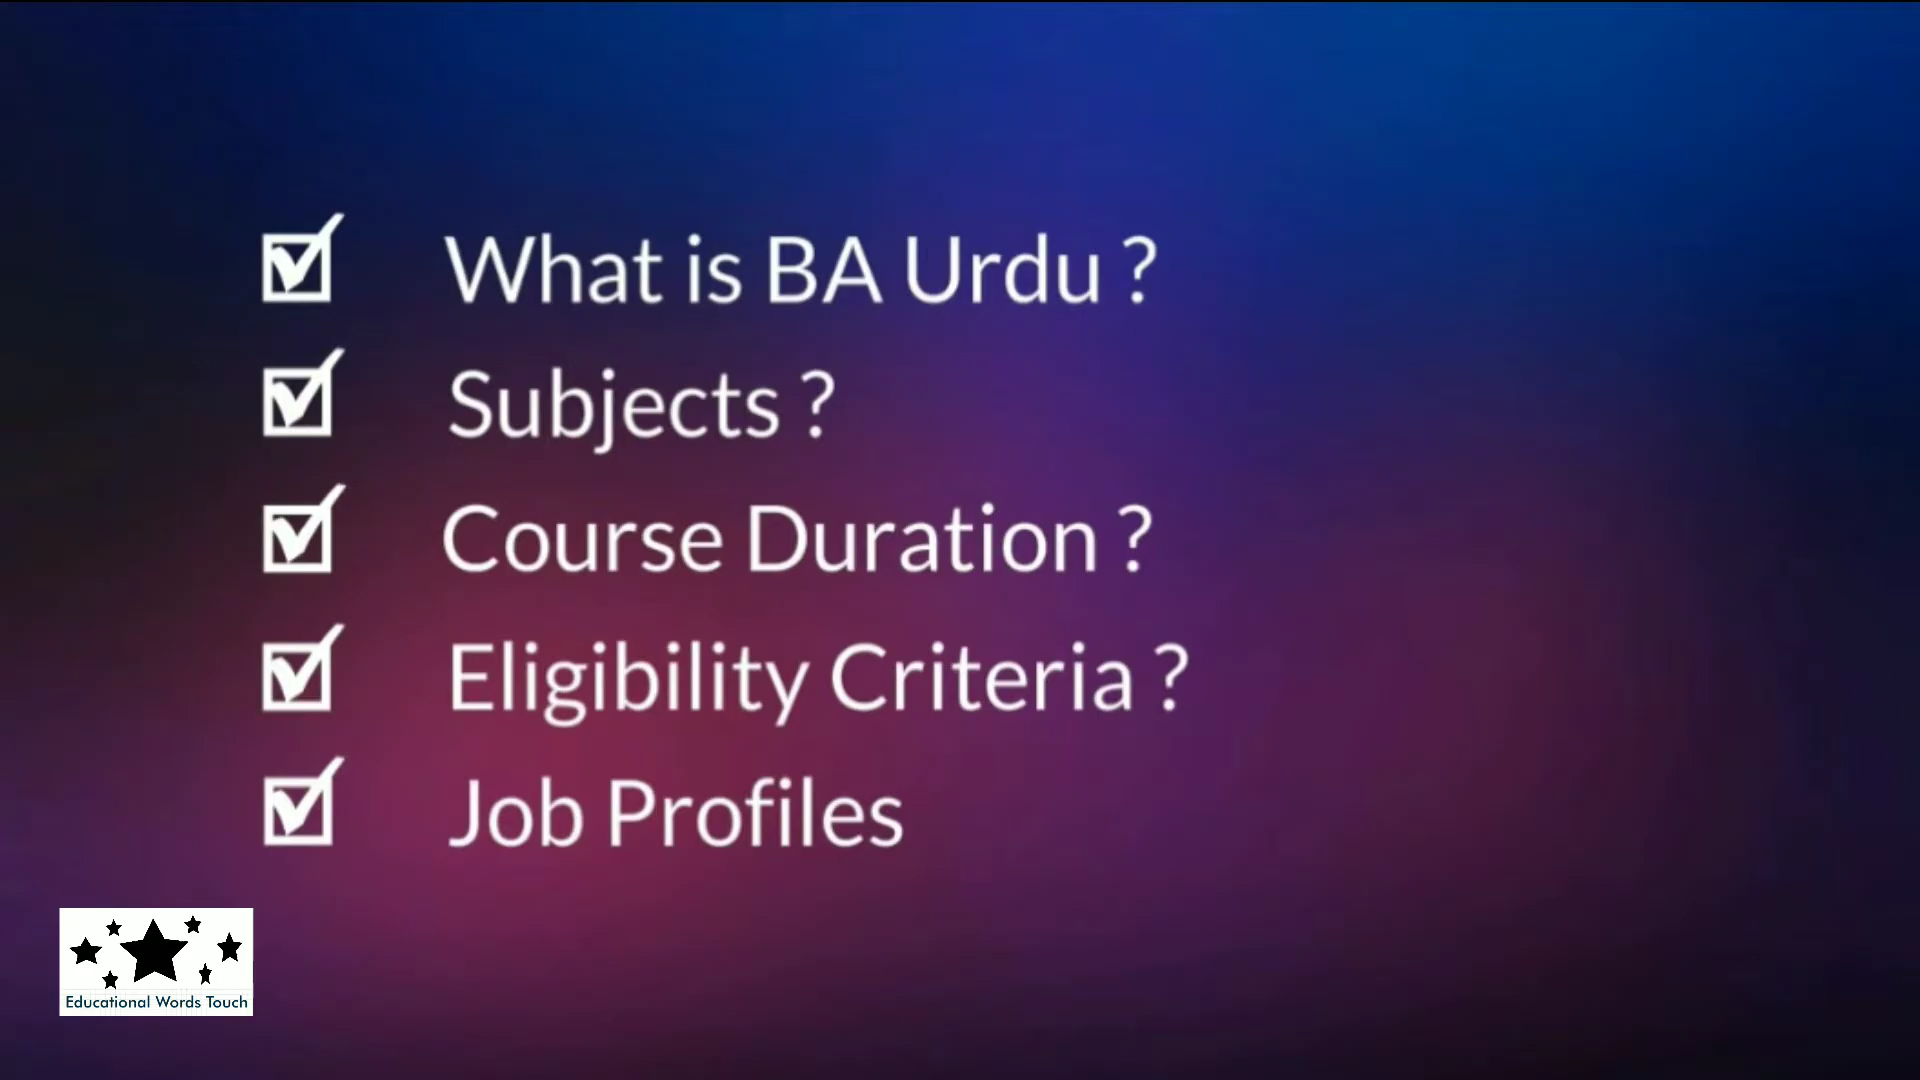 What is BA Urdu ?
Subjects ?
Course Duration ?
Eligibility Criteria ?
Job Profiles
Educational Words Touch